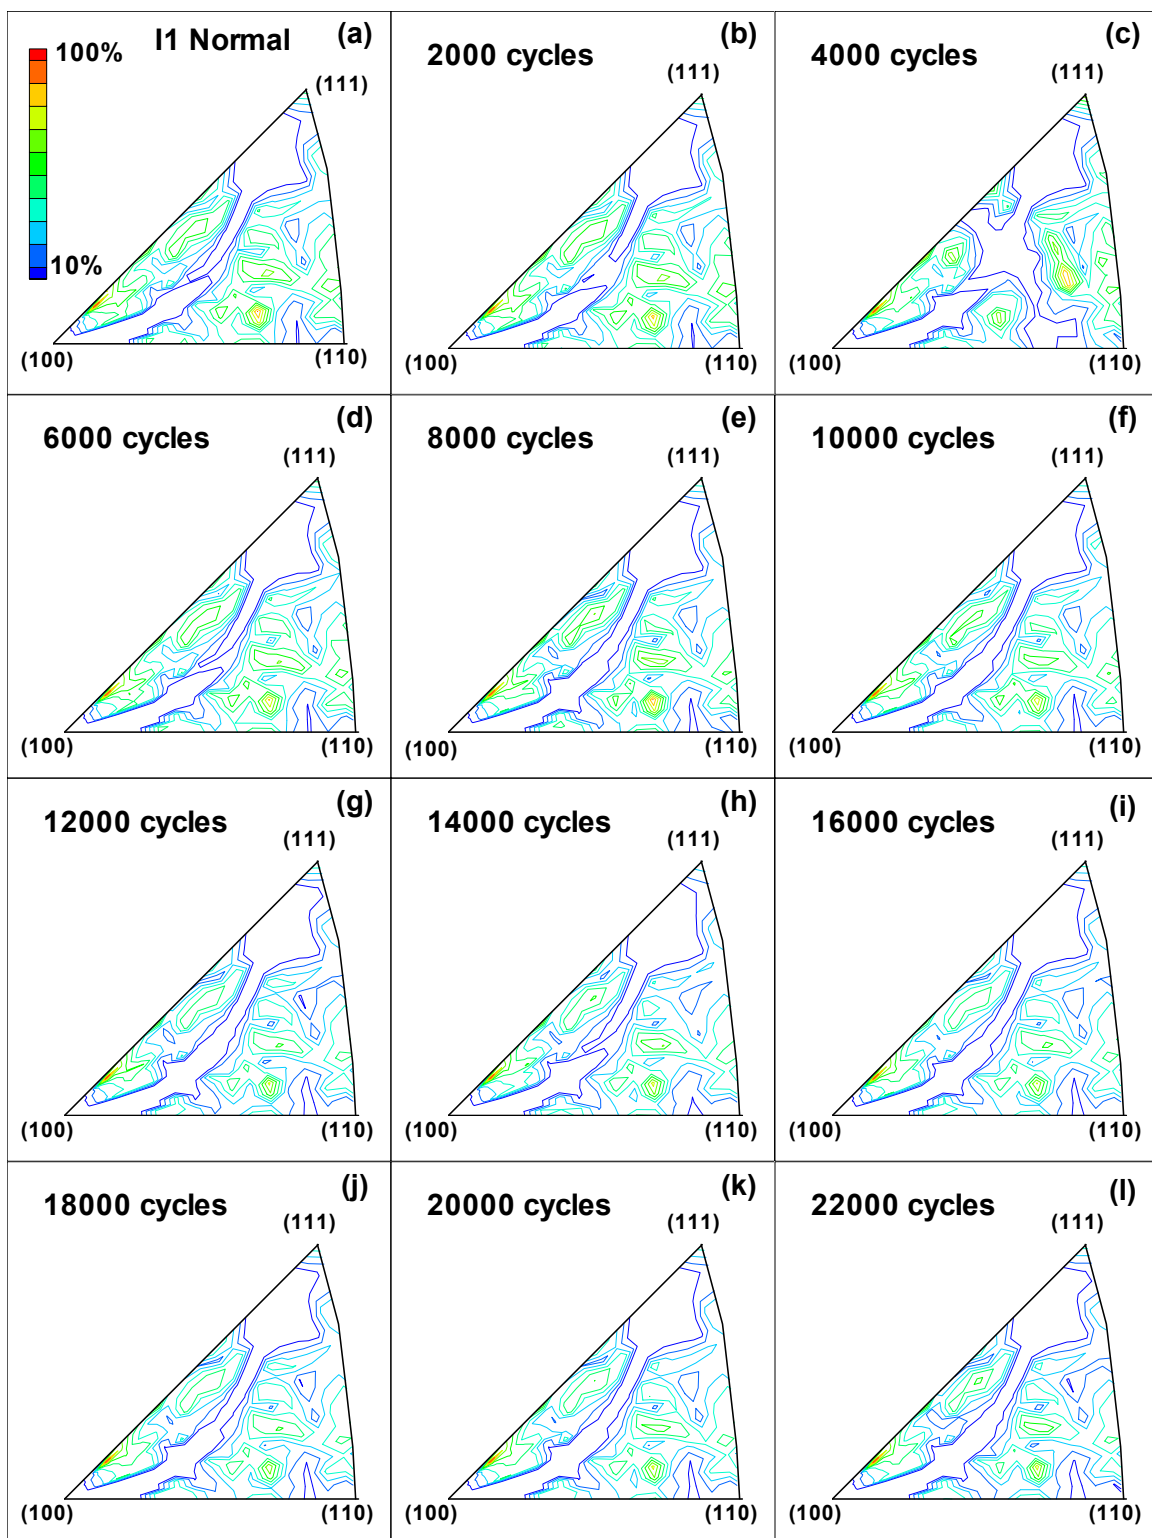 I1 Normal (a)
100%
10%
(111)
(100) (110)
(b)
2000 cycles
(111)
(100) (110)
(c)
4000 cycles
(111)
(100) (110)
(d)
6000 cycles
(111)
(100) (110)
(e)
8000 cycles
(111)
(100) (110)
(f)
10000 cycles
(111)
(100) (110)
(g)
12000 cycles
(111)
(100) (110)
(h)
14000 cycles
(111)
(100) (110)
(i)
16000 cycles
(111)
(100) (110)
(j)
18000 cycles
(111)
(100) (110)
(k)
20000 cycles
(111)
(100) (110)
(l)
22000 cycles
(111)
(100) (110)